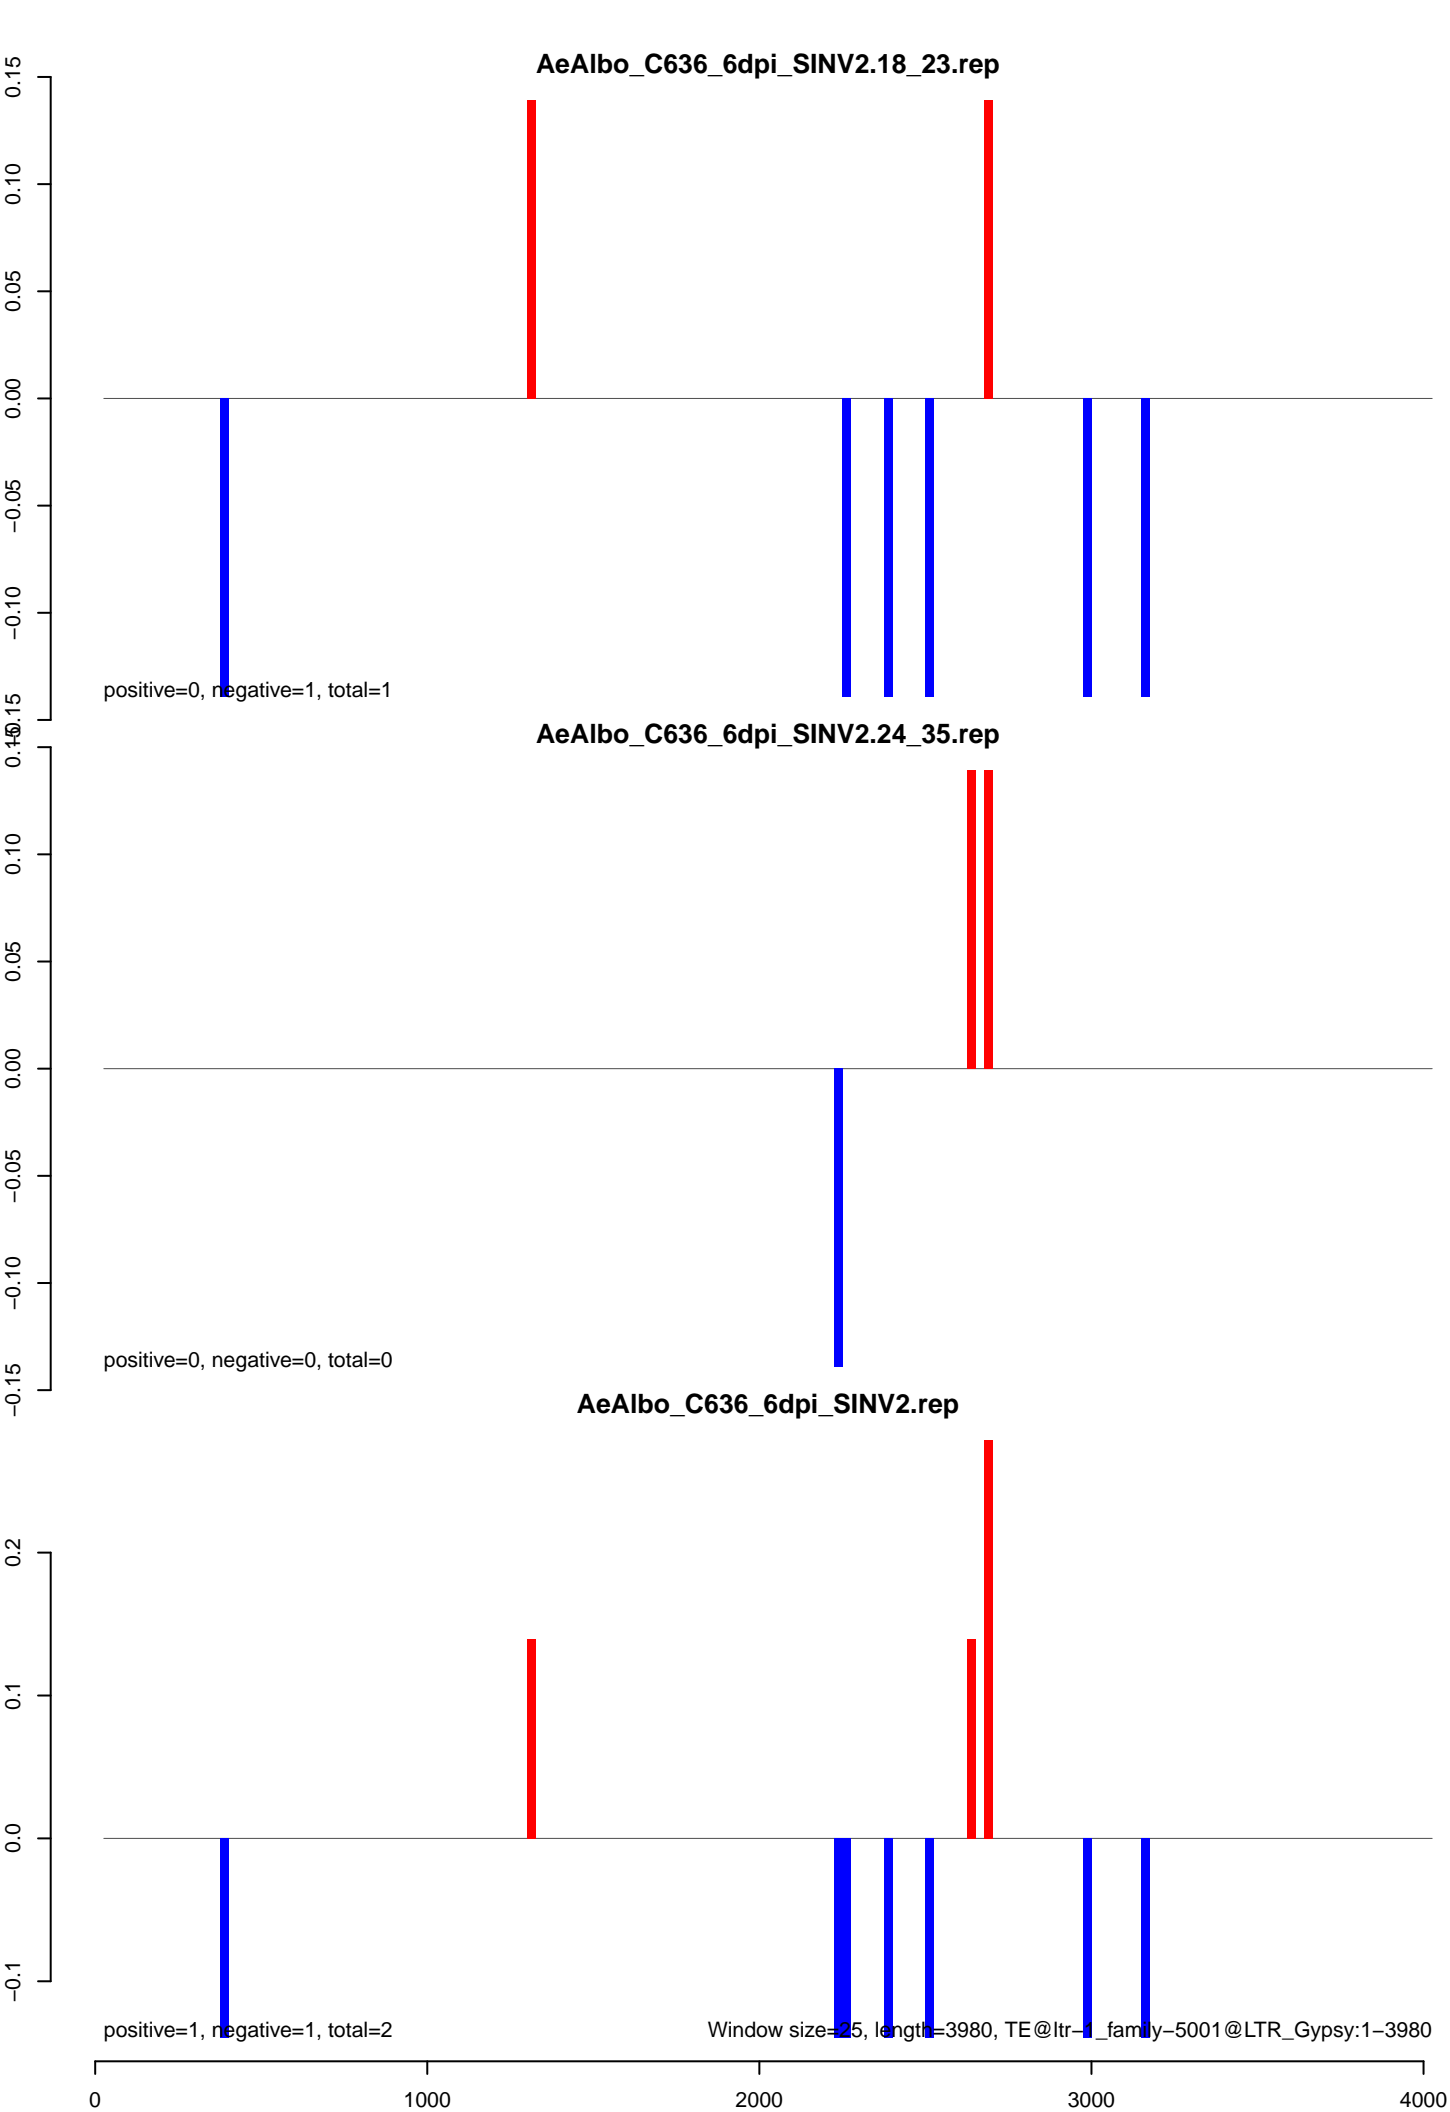 AeAlbo_C636_6dpi_SINV2.18_23.rep
0.15
0.10
0.05
0.00
−0.05
−0.10
−0.15
positive=0, negative=1, total=1
AeAlbo_C636_6dpi_SINV2.24_35.rep
0.15
0.10
0.05
0.00
−0.05
−0.10
−0.15
positive=0, negative=0, total=0
AeAlbo_C636_6dpi_SINV2.rep
0.2
0.1
0.0
−0.1
positive=1, negative=1, total=2
Window size=25, length=3980, TE@ltr−1_family−5001@LTR_Gypsy:1−3980
0 1000 2000 3000 4000